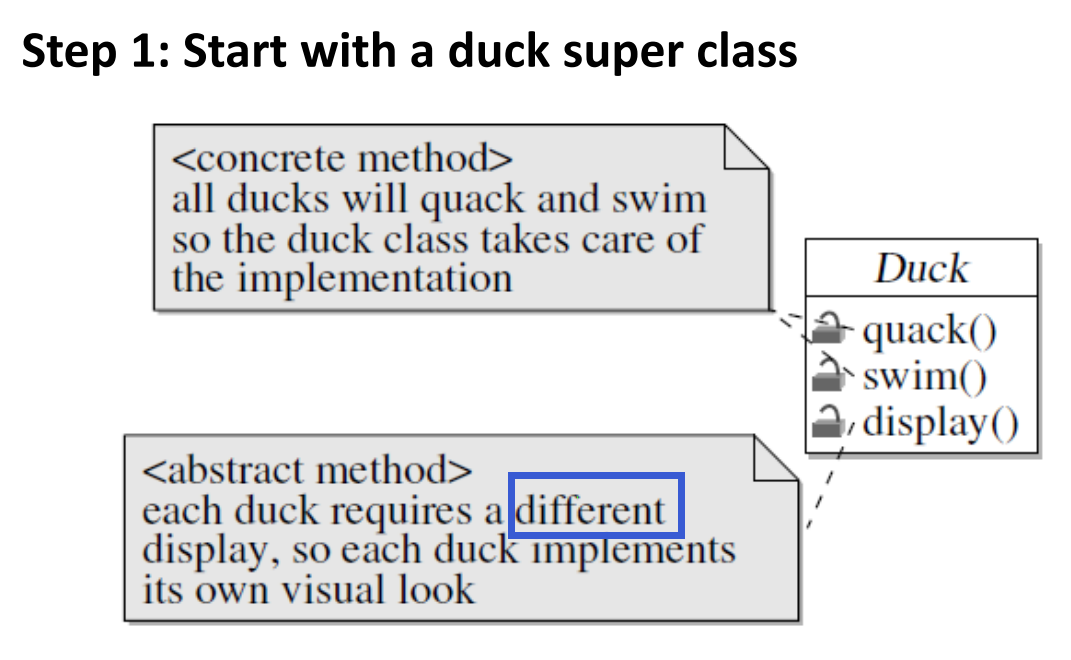 Step 1: Start with a duck super class
<concrete method>
all ducks will quack and swim
so the duck class takes care of
the implementation
Duck
quack()
swim()
display()
<abstract method>
each duck requires a different
display, so each duck implements
its own visual look